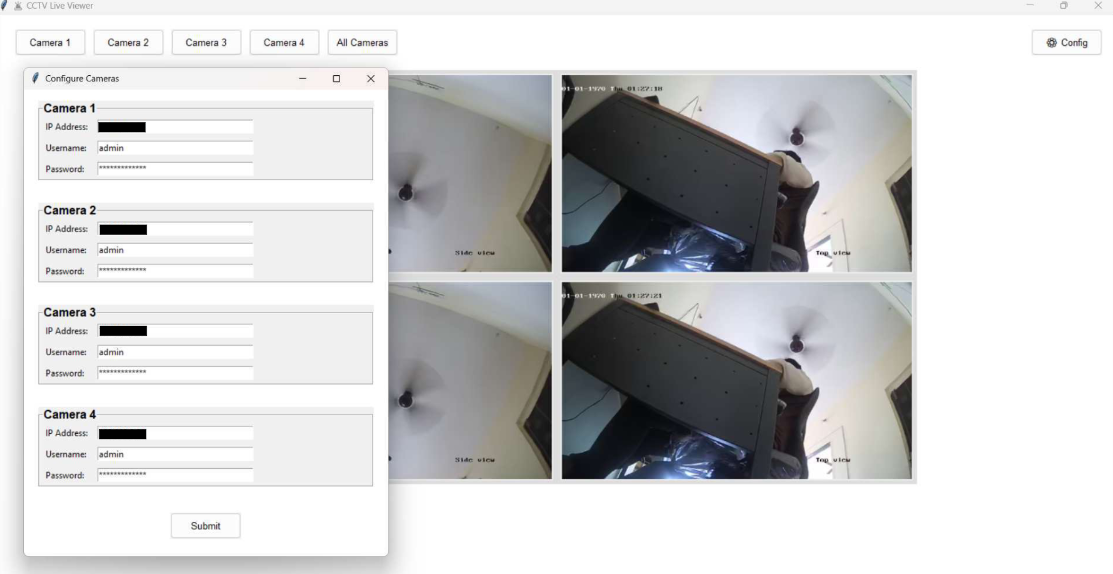 CCTV Live Viewer
Camera 1 Camera 2 Camera 3 Camera 4 All Cameras Config
Configure Cameras
Camera 1
IP Address:
Username: admin
Password: *************
Camera 2
IP Address:
Username: admin
Password: *************
Camera 3
IP Address:
Username: admin
Password: *************
Camera 4
IP Address:
Username: admin
Password: *************
Submit
Side view
01-01-1970 Thu 01:27:18
Top view
Side view
01-01-1970 Thu 01:27:21
Top view